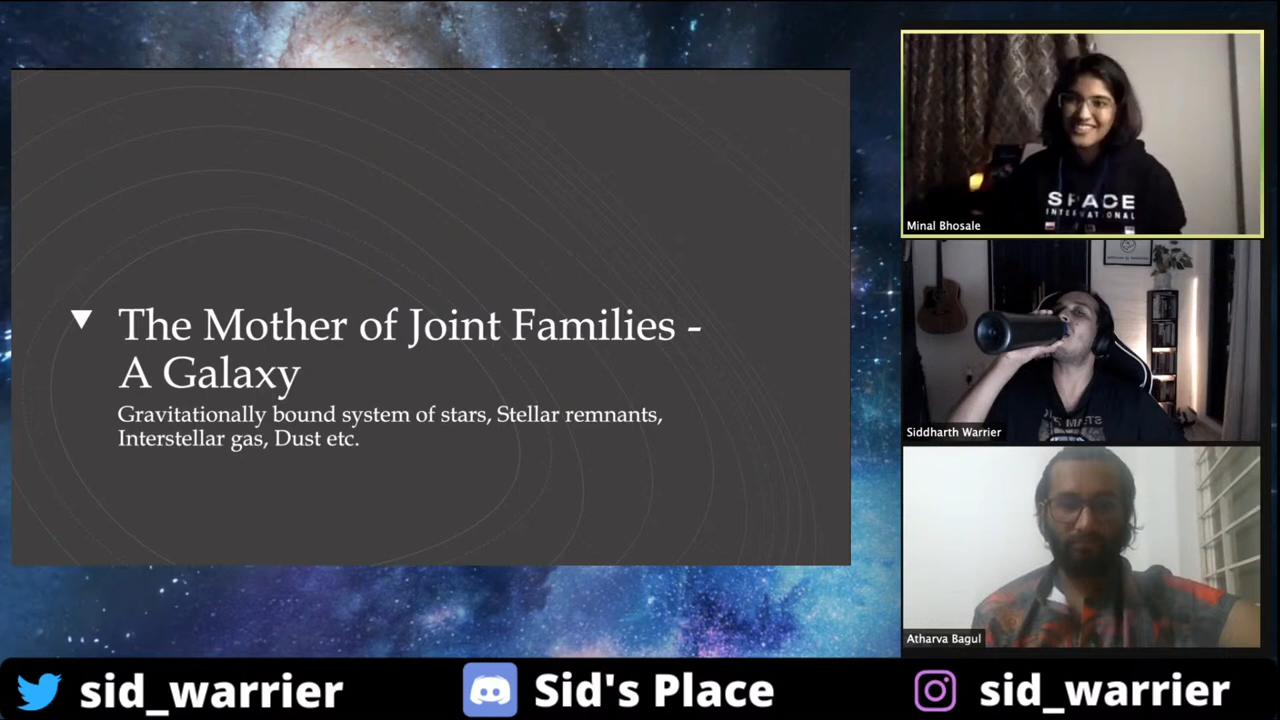 The Mother of Joint Families -
A Galaxy
Gravitationally bound system of stars, Stellar remnants,
Interstellar gas, Dust etc.
SPACE
INTERNATIONAL
Minal Bhosale
Siddharth Warrier
Atharva Bagul
sid_warrier
Sid's Place
sid_warrier